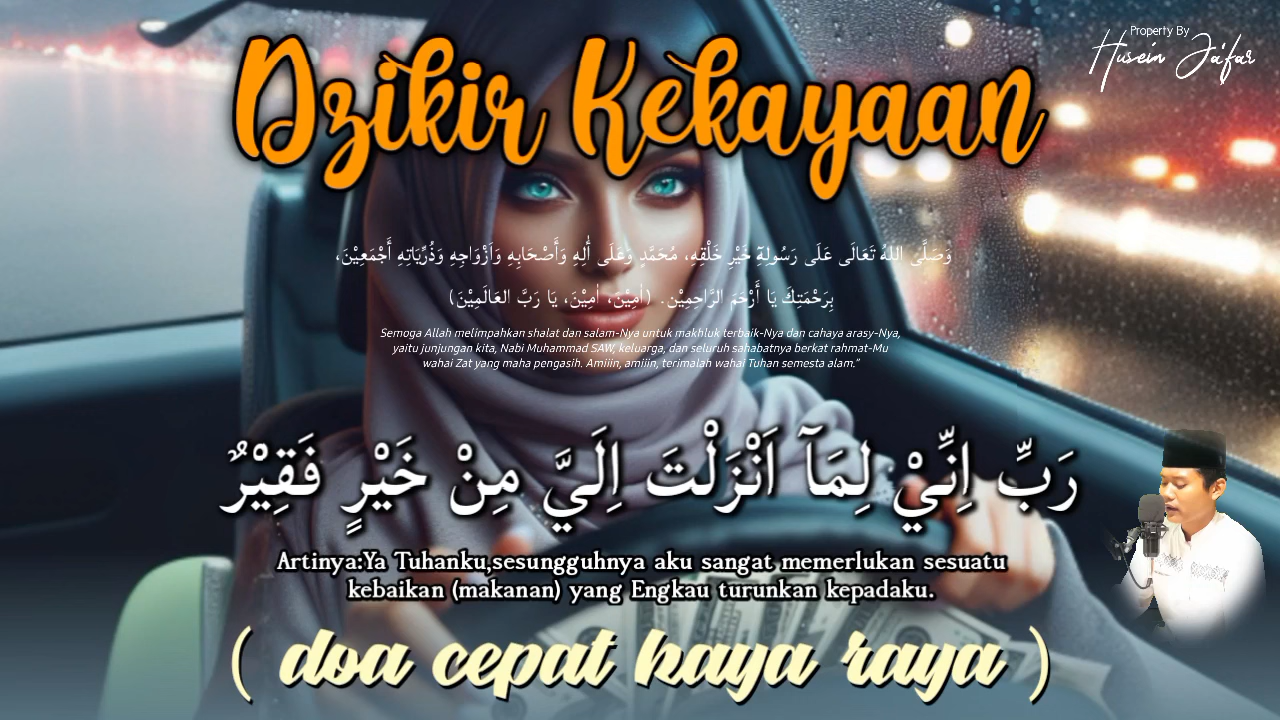 Property By
Husein Ja'far
Dzikir Kekayaan
وَصَلَّى اللهُ تَعَالَى عَلَى رَسُولِهِ خَيْرِ خَلْقِهِ، مُحَمَّدٍ وَعَلَى أٰلِهِ وَأَصْحَابِهِ وَأَزْوَاجِهِ وَذُرِّيَاتِهِ أَجْمَعِيْنَ،
بِرَحْمَتِكَ يَا أَرْحَمَ الرَّاحِمِيْن. (اٰمِيْنَ، اٰمِيْنَ، يَا رَبَّ العَالَمِيْنَ)
Semoga Allah melimpahkan shalat dan salam-Nya untuk makhluk terbaik-Nya dan cahaya arasy-Nya,
yaitu junjungan kita, Nabi Muhammad SAW, keluarga, dan seluruh sahabatnya berkat rahmat-Mu
wahai Zat yang maha pengasih. Amiiin, amiiin, terimalah wahai Tuhan semesta alam."
رَبِّ اِنِّيْ لِمَآ اَنْزَلْتَ اِلَيَّ مِنْ خَيْرٍ فَقِيْرٌ
Artinya:Ya Tuhanku,sesungguhnya aku sangat memerlukan sesuatu
kebaikan (makanan) yang Engkau turunkan kepadaku.
( doa cepat kaya raya )